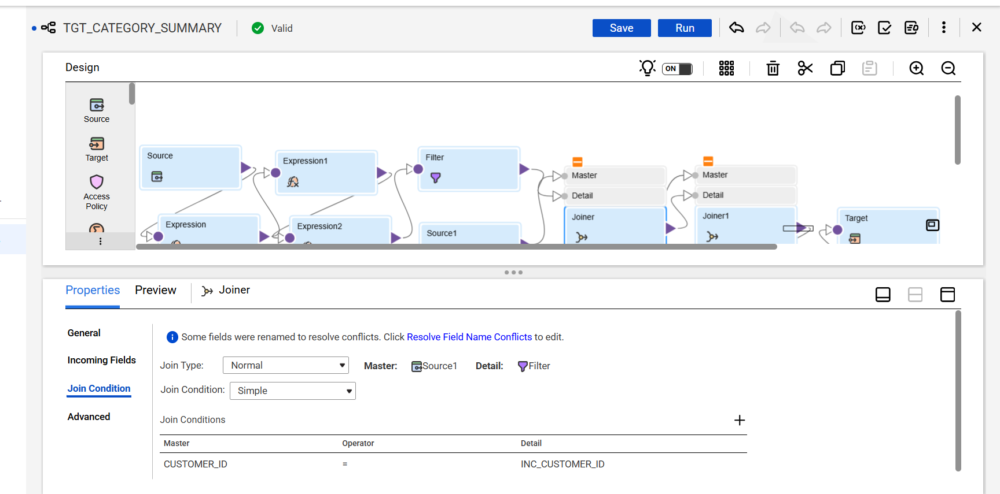 TGT_CATEGORY_SUMMARY
Valid
Save
Run
Design
ON
Source
Target
Access
Policy
Source
Expression1
Filter
Master
Detail
Joiner
Master
Detail
Joiner1
Expression
Expression2
Source1
Target
Properties
Preview
Joiner
General
Incoming Fields
Join Condition
Advanced
Some fields were renamed to resolve conflicts. Click Resolve Field Name Conflicts to edit.
Join Type: Normal Master: Source1 Detail: Filter
Join Condition: Simple
Join Conditions
Master Operator Detail
CUSTOMER_ID = INC_CUSTOMER_ID